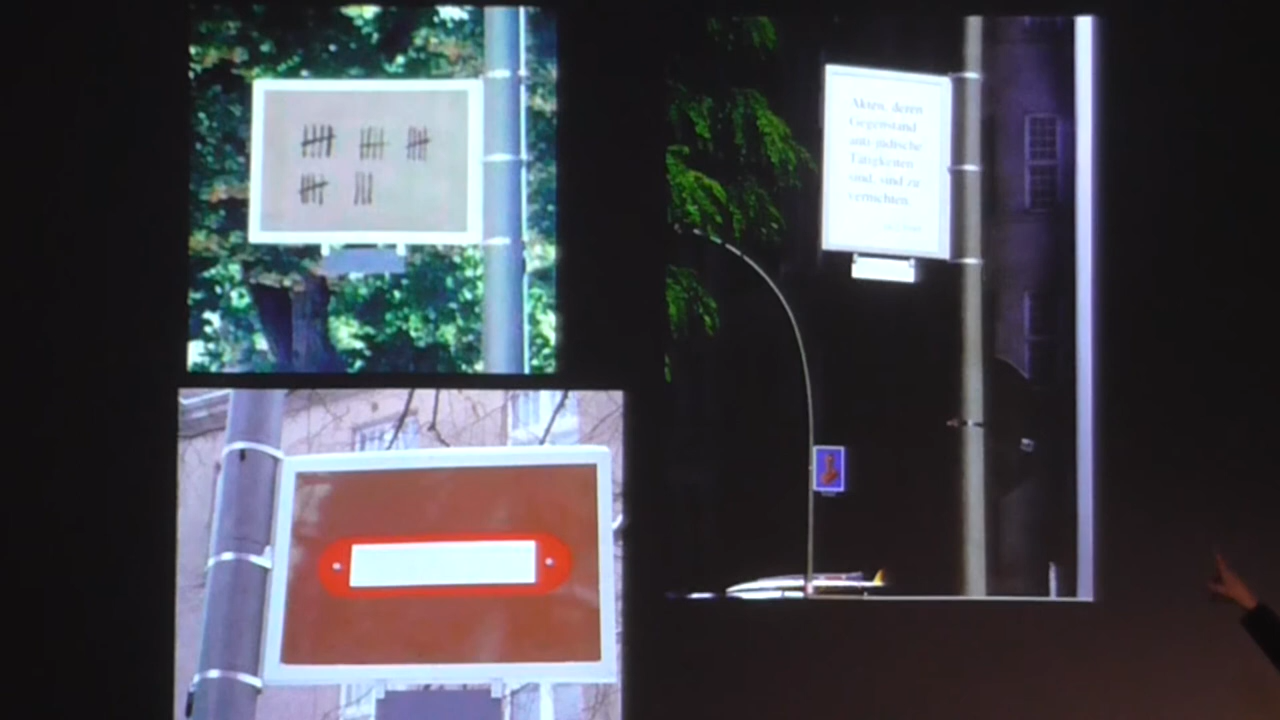 Akten, deren
Gegenstand
anti-jüdische
Tätigkeiten
sind, sind zu
vernichten.